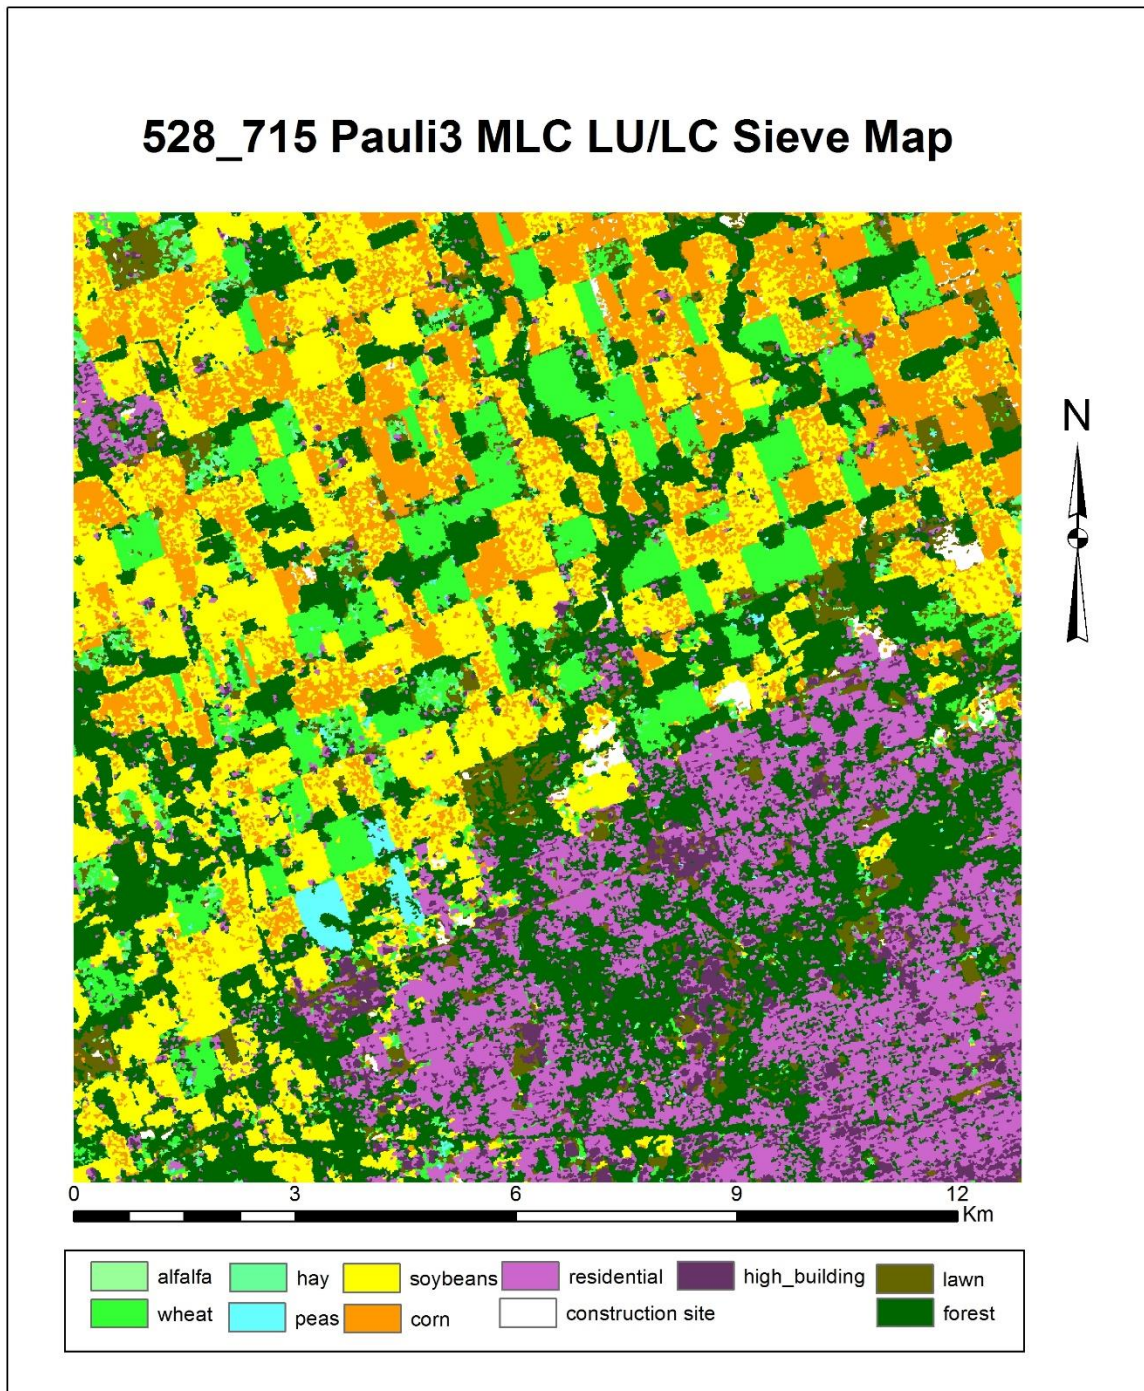 528_715 Pauli3 MLC LU/LC Sieve Map
N
0 3 6 9 12
Km
alfalfa hay soybeans residential high_building lawn
wheat peas corn construction site forest